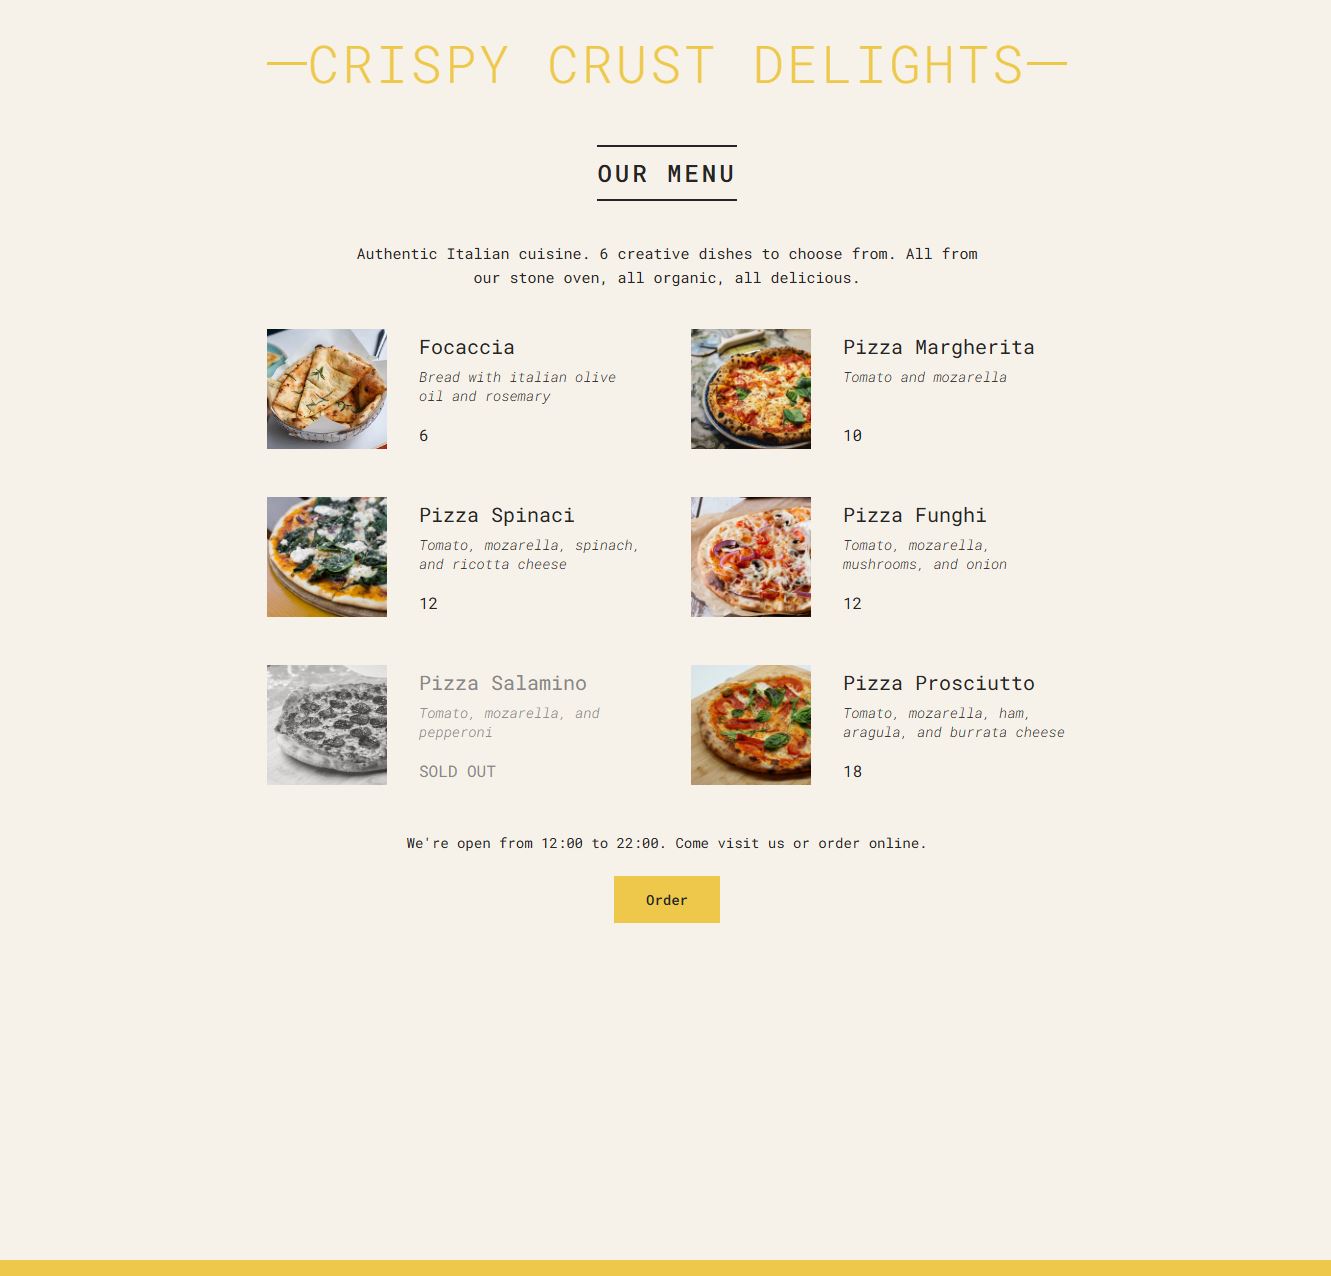 CRISPY CRUST DELIGHTS
OUR MENU
Authentic Italian cuisine. 6 creative dishes to choose from. All from
our stone oven, all organic, all delicious.
Focaccia
Bread with italian olive
oil and rosemary
6
Pizza Margherita
Tomato and mozarella
10
Pizza Spinaci
Tomato, mozarella, spinach,
and ricotta cheese
12
Pizza Funghi
Tomato, mozarella,
mushrooms, and onion
12
Pizza Salamino
Tomato, mozarella, and
pepperoni
SOLD OUT
Pizza Prosciutto
Tomato, mozarella, ham,
aragula, and burrata cheese
18
We're open from 12:00 to 22:00. Come visit us or order online.
Order